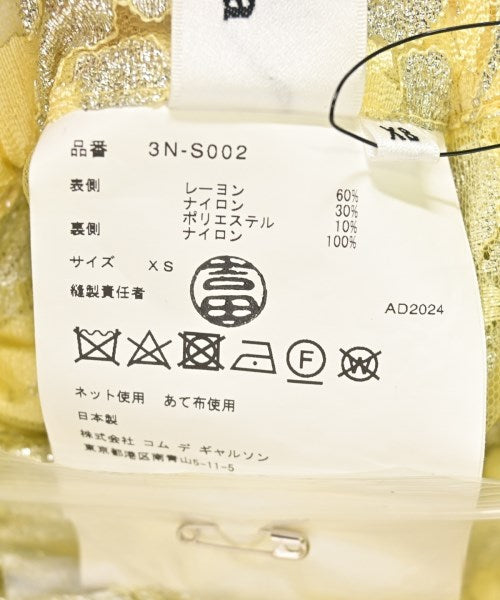 a
XS
品番 3N-S002
表側 レーヨン 60%
ナイロン 30%
ポリエステル 10%
裏側 ナイロン 100%
サイズ XS
縫製責任者 吉田
AD2024
F
W
ネット使用 あて布使用
日本製
株式会社 コム デ ギャルソン
東京都港区南青山5-11-5